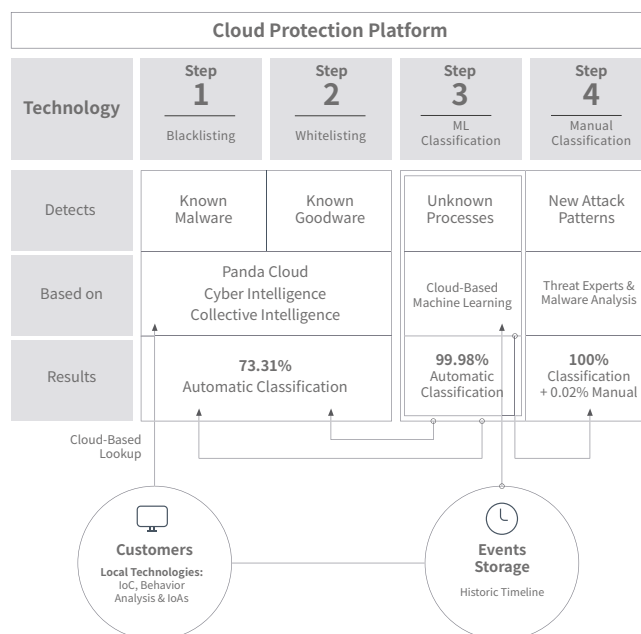 Cloud Protection Platform
Technology
Step
1
Blacklisting
Step
2
Whitelisting
Step
3
ML
Classification
Step
4
Manual
Classification
Detects
Known
Malware
Known
Goodware
Unknown
Processes
New Attack
Patterns
Based on
Panda Cloud
Cyber Intelligence
Collective Intelligence
Cloud-Based
Machine Learning
Threat Experts &
Malware Analysis
Results
73.31%
Automatic Classification
99.98%
Automatic
Classification
100%
Classification
+ 0.02% Manual
Cloud-Based
Lookup
Customers
Local Technologies:
IoC, Behavior
Analysis & IoAs
Events
Storage
Historic Timeline